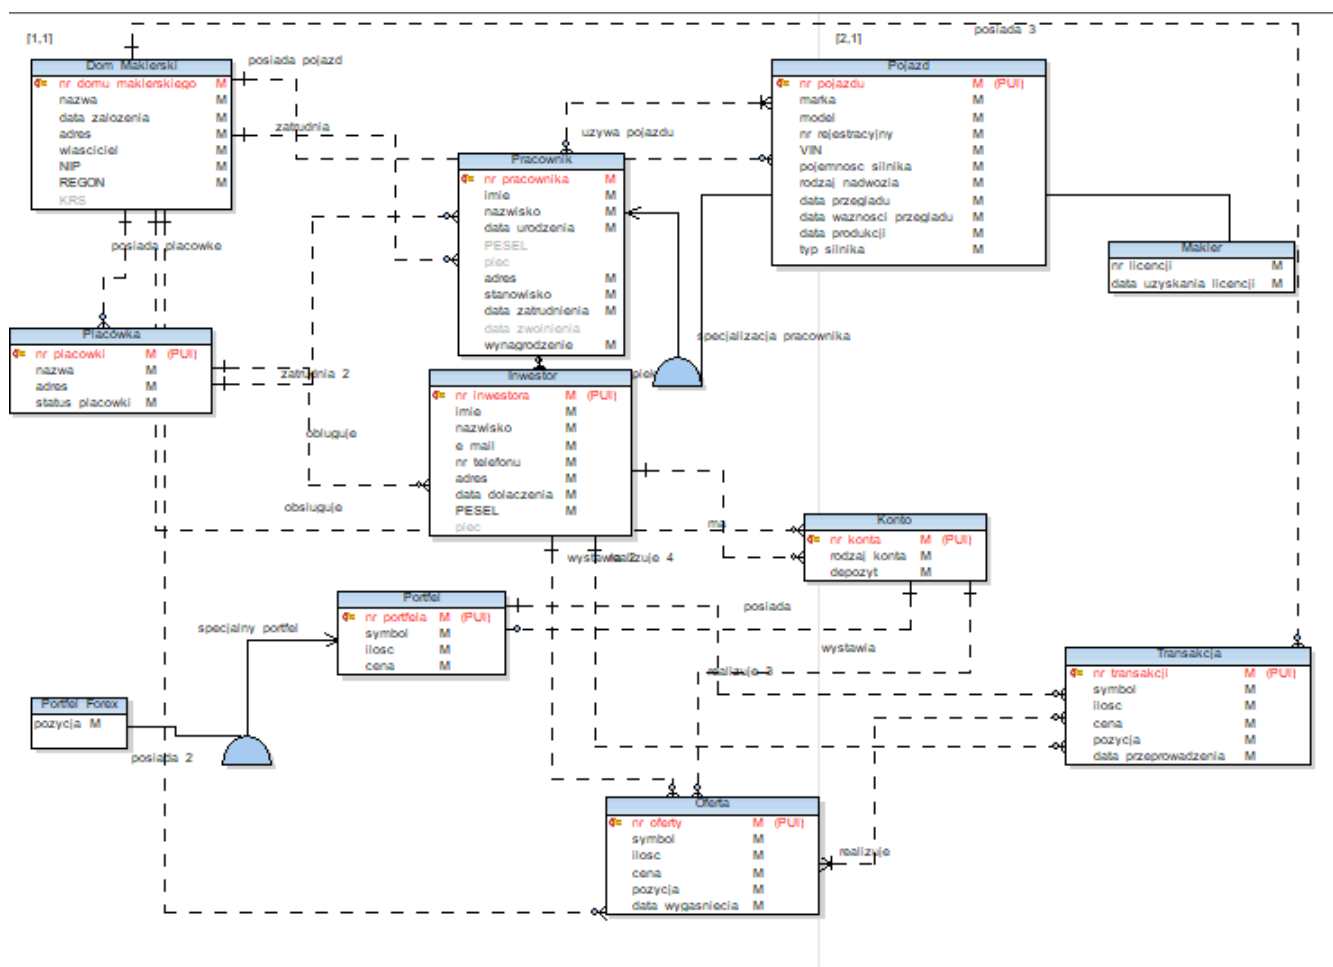 posiada 3
[1,1]
[2,1]
Dom Maklerski
nr domu maklerskiego M
nazwa M
data zalozenia M
adres M
wlasciciel M
NIP M
REGON M
KRS
posiada pojazd
zatrudnia
uzywa pojazdu
Pojazd
nr pojazdu M (PUI)
marka M
model M
nr rejestracyjny M
VIN M
pojemnosc silnika M
rodzaj nadwozia M
data przegladu M
data waznosci przegladu M
data produkcji M
typ silnika M
Pracownik
nr pracownika M
imie M
nazwisko M
data urodzenia M
PESEL
plec
adres M
stanowisko M
data zatrudnienia M
data zwolnienia
wynagrodzenie M
Makler
nr licencji M
data uzyskania licencji M
posiada placowke
specjalizacja pracownika
Placówka
nr placowki M (PUI)
nazwa M
adres M
status placowki M
zatrudnia 2
obluguje
obsluguje
Inwestor
nr inwestora M (PUI)
imie M
nazwisko M
e mail M
nr telefonu M
adres M
data dolaczenia M
PESEL M
plec
ma
Konto
nr konta M (PUI)
rodzaj konta M
depozyt M
wystawia 2
realizuje 4
Portfel
nr portfela M (PUI)
symbol M
ilosc M
cena M
specjalny portfel
posiada
wystawia
realizuje 3
Transakcja
nr transakcji M (PUI)
symbol M
ilosc M
cena M
pozycja M
data przeprowadzenia M
Portfel Forex
pozycja M
posiada 2
Oferta
nr oferty M (PUI)
symbol M
ilosc M
cena M
pozycja M
data wygasniecia M
realizuje